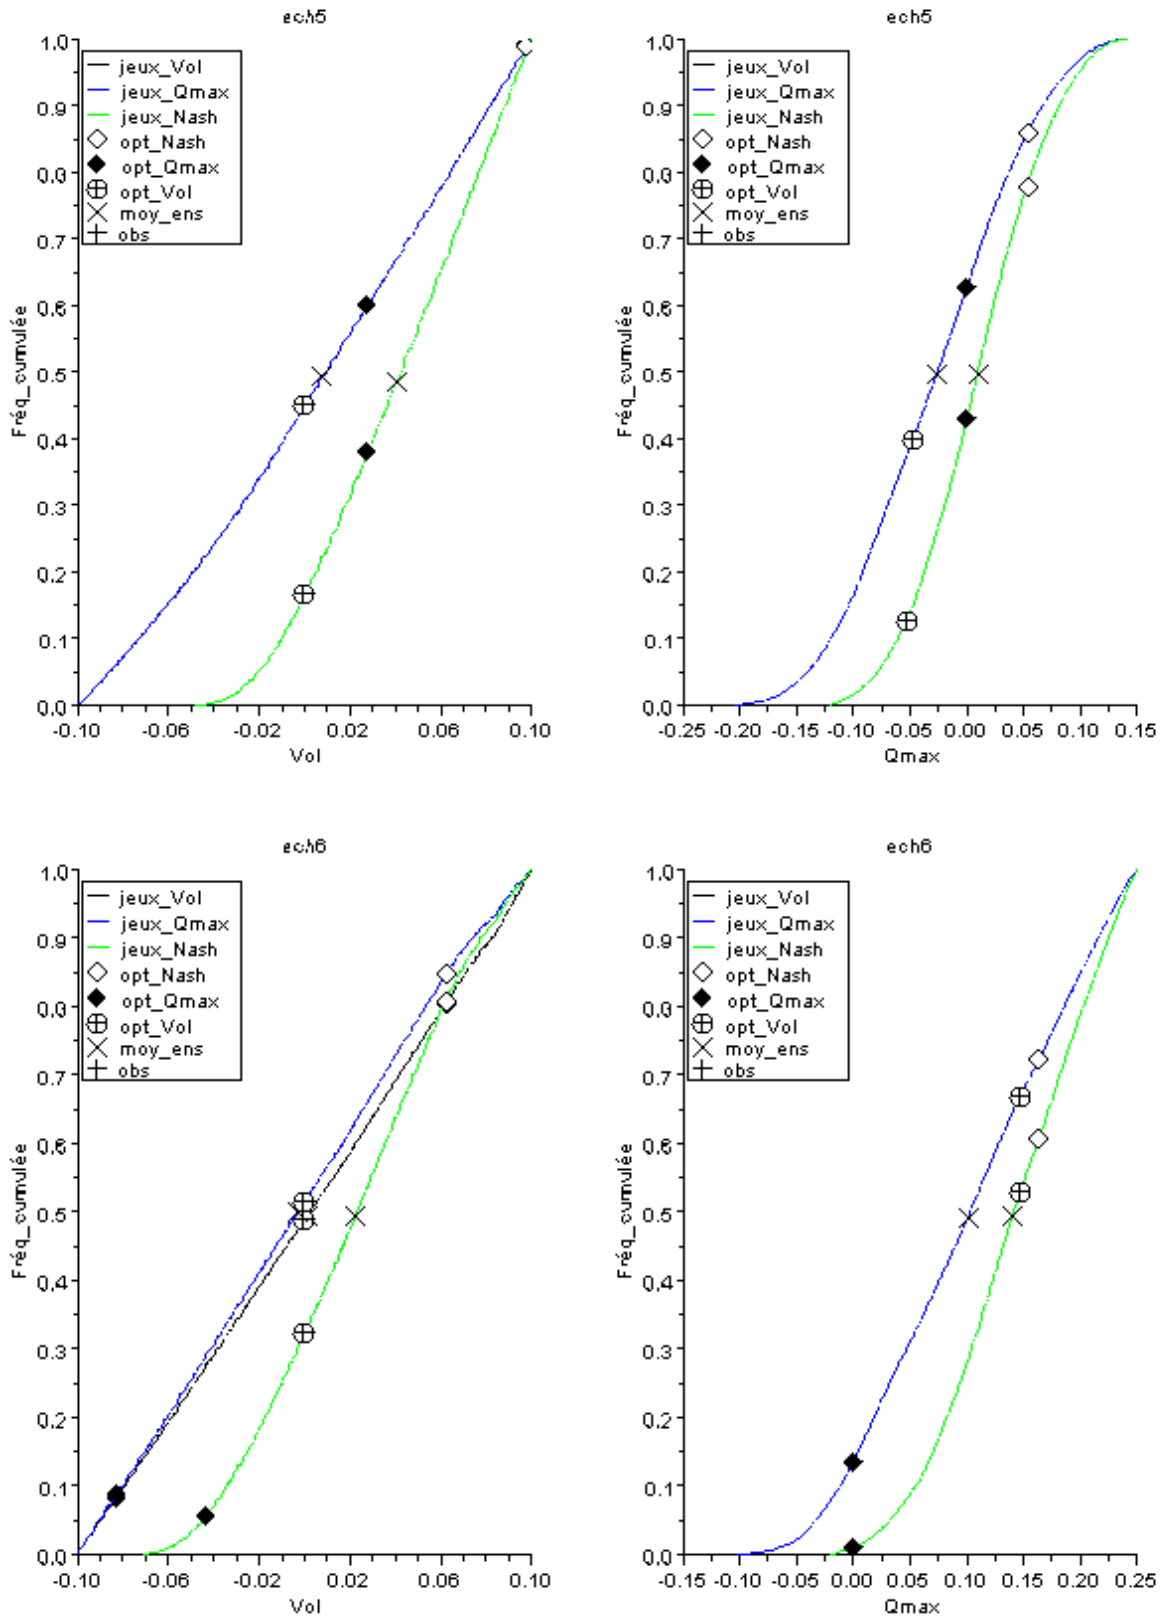 ech5
1.0
0.9
0.8
0.7
0.6
0.5
0.4
0.3
0.2
0.1
0.0
Fréq_cumulée
jeux_Vol
jeux_Qmax
jeux_Nash
opt_Nash
opt_Qmax
opt_Vol
moy_ens
obs
-0.10 -0.06 -0.02 0.02 0.06 0.10
Vol
ech5
1.0
0.9
0.8
0.7
0.6
0.5
0.4
0.3
0.2
0.1
0.0
Fréq_cumulée
jeux_Vol
jeux_Qmax
jeux_Nash
opt_Nash
opt_Qmax
opt_Vol
moy_ens
obs
-0.25 -0.20 -0.15 -0.10 -0.05 0.00 0.05 0.10 0.15
Qmax
ech6
1.0
0.9
0.8
0.7
0.6
0.5
0.4
0.3
0.2
0.1
0.0
Fréq_cumulée
jeux_Vol
jeux_Qmax
jeux_Nash
opt_Nash
opt_Qmax
opt_Vol
moy_ens
obs
-0.10 -0.06 -0.02 0.02 0.06 0.10
Vol
ech6
1.0
0.9
0.8
0.7
0.6
0.5
0.4
0.3
0.2
0.1
0.0
Fréq_cumulée
jeux_Vol
jeux_Qmax
jeux_Nash
opt_Nash
opt_Qmax
opt_Vol
moy_ens
obs
-0.15 -0.10 -0.05 0.00 0.05 0.10 0.15 0.20 0.25
Qmax